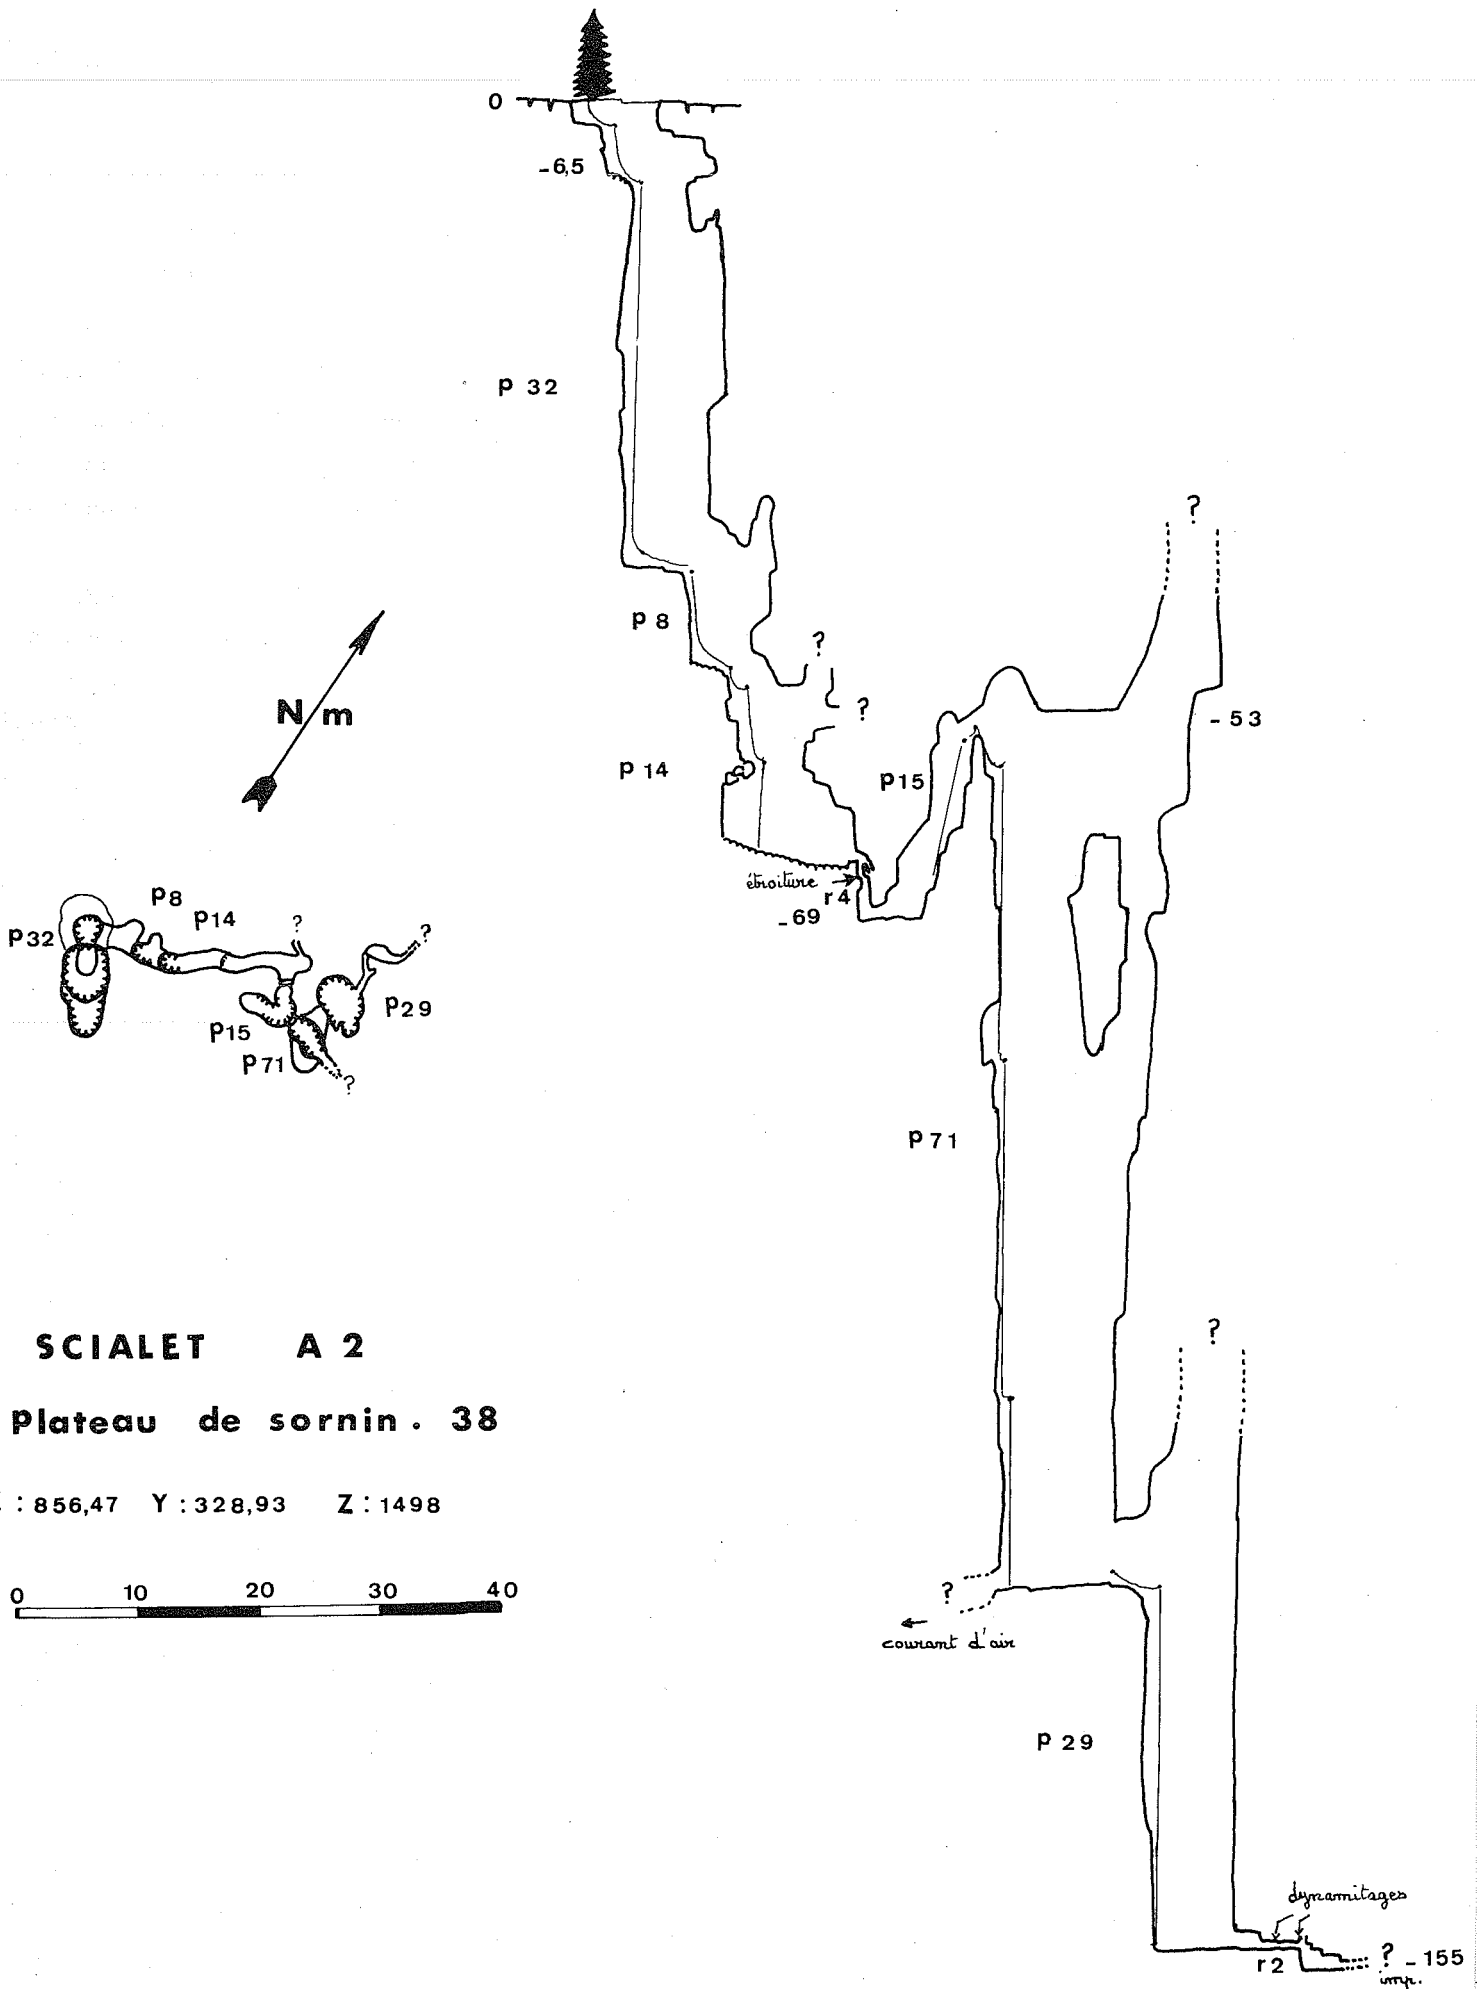 0
-6,5
p 32
?
p 8
?
?
-53
N m
p 14
p15
étroiture
r4
-69
p8
p14
?
?
p32
p29
p15
p71
?
p 71
SCIALET A 2
?
Plateau de sornin . 38
: 856,47 Y : 328,93 Z : 1498
0 10 20 30 40
?
courant d'air
p 29
dynamitages
r2
? - 155
imp.